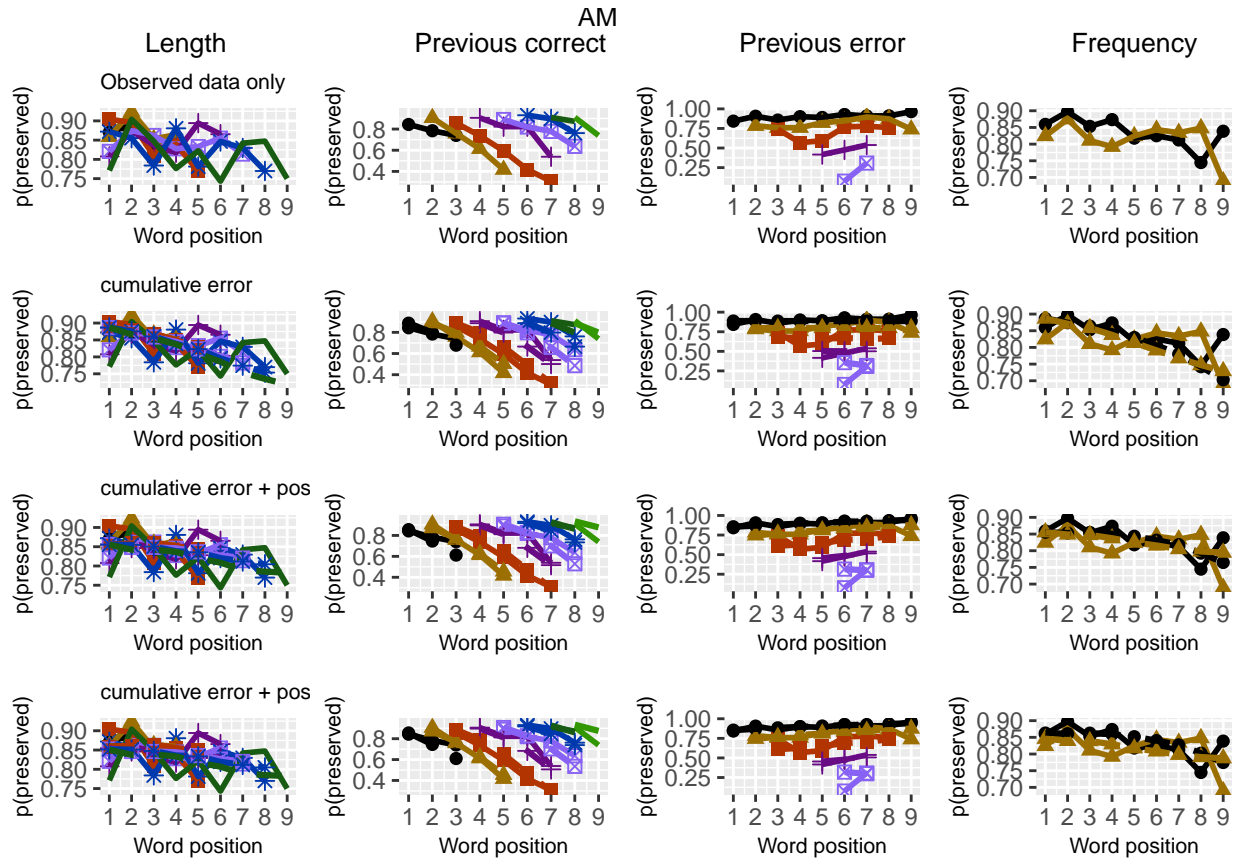 AM
Length Previous correct Previous error Frequency
Observed data only
p(preserved) 0.90 0.85 0.80 0.75 p(preserved) 0.8 0.6 0.4 p(preserved) 1.00 0.75 0.50 0.25 p(preserved) 0.90 0.85 0.80 0.75 0.70
1 2 3 4 5 6 7 8 9 1 2 3 4 5 6 7 8 9 1 2 3 4 5 6 7 8 9 1 2 3 4 5 6 7 8 9
Word position Word position Word position Word position
cumulative error
p(preserved) 0.90 0.85 0.80 0.75 p(preserved) 0.8 0.6 0.4 p(preserved) 1.00 0.75 0.50 0.25 p(preserved) 0.90 0.85 0.80 0.75 0.70
1 2 3 4 5 6 7 8 9 1 2 3 4 5 6 7 8 9 1 2 3 4 5 6 7 8 9 1 2 3 4 5 6 7 8 9
Word position Word position Word position Word position
cumulative error + pos
p(preserved) 0.90 0.85 0.80 0.75 p(preserved) 0.8 0.6 0.4 p(preserved) 1.00 0.75 0.50 0.25 p(preserved) 0.90 0.85 0.80 0.75 0.70
1 2 3 4 5 6 7 8 9 1 2 3 4 5 6 7 8 9 1 2 3 4 5 6 7 8 9 1 2 3 4 5 6 7 8 9
Word position Word position Word position Word position
cumulative error + pos
p(preserved) 0.90 0.85 0.80 0.75 p(preserved) 0.8 0.6 0.4 p(preserved) 1.00 0.75 0.50 0.25 p(preserved) 0.90 0.85 0.80 0.75 0.70
1 2 3 4 5 6 7 8 9 1 2 3 4 5 6 7 8 9 1 2 3 4 5 6 7 8 9 1 2 3 4 5 6 7 8 9
Word position Word position Word position Word position